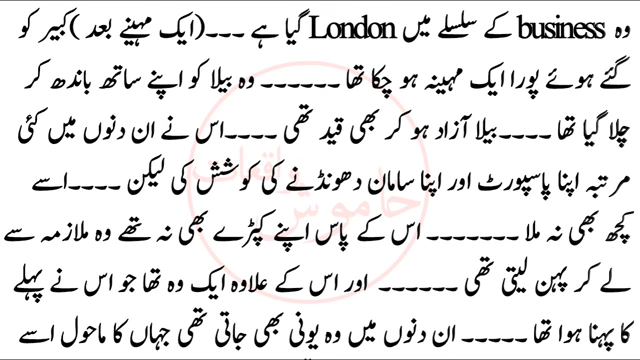 وہ business کے سلسلے میں London گیا ہے ۔۔۔(ایک مہینے بعد )کبیر کو
گئے ہوئے پورا ایک مہینہ ہو چکا تھا ۔۔۔۔۔۔ وہ بیلا کو اپنے ساتھ باندھ کر
چلا گیا تھا ۔۔۔۔بیلا آزاد ہو کر بھی قید تھی ۔۔۔۔اس نے ان دنوں میں کئی
مرتبہ اپنا پاسپورٹ اور اپنا سامان دھونڈنے کی کوشش کی لیکن ۔۔۔۔اسے
کچھ بھی نہ ملا ۔۔۔۔۔۔۔ اس کے پاس اپنے کپڑے بھی نہ تھے وہ ملازمہ سے
لے کر پہن لیتی تھی ۔۔۔۔۔۔ اور اس کے علاوہ ایک وہ تھا جو اس نے پہلے
کا پہنا ہوا تھا ۔۔۔۔۔ ان دنوں میں وہ یونی بھی جاتی تھی جہاں کا ماحول اسے